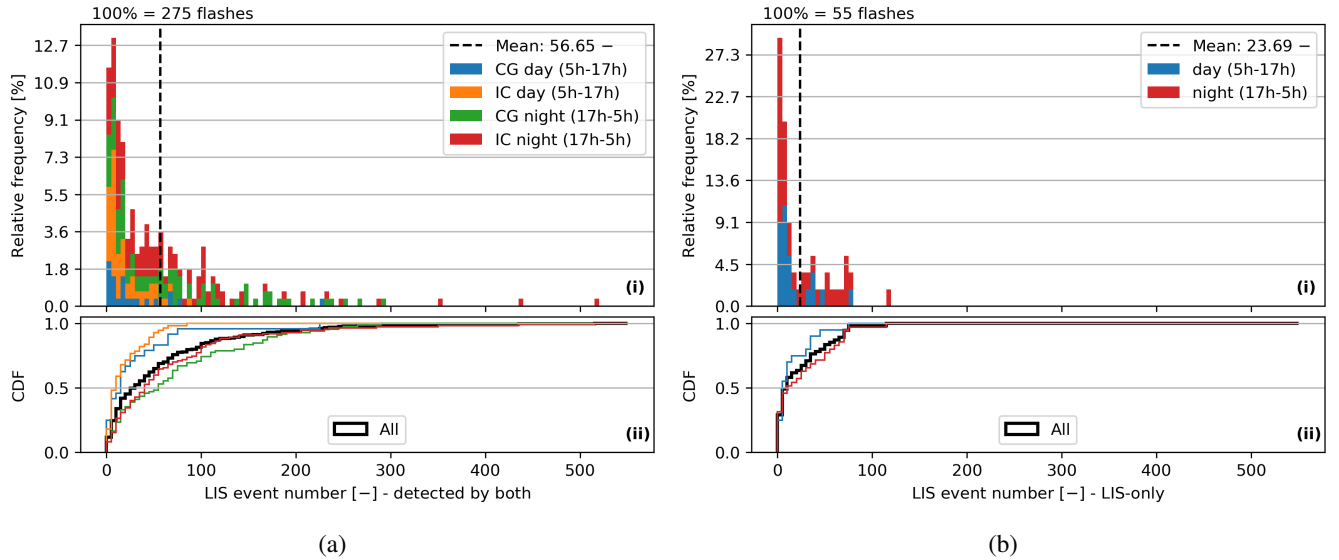 100% = 275 flashes
Relative frequency [%]
12.7
10.9
9.1
7.3
5.5
3.6
1.8
0.0
Mean: 56.65 −
CG day (5h-17h)
IC day (5h-17h)
CG night (17h-5h)
IC night (17h-5h)
(i)
CDF
1.0
0.5
0.0
All
(ii)
0 100 200 300 400 500
LIS event number [−] - detected by both
(a)
100% = 55 flashes
Relative frequency [%]
27.3
22.7
18.2
13.6
9.1
4.5
0.0
Mean: 23.69 −
day (5h-17h)
night (17h-5h)
(i)
CDF
1.0
0.5
0.0
All
(ii)
0 100 200 300 400 500
LIS event number [−] - LIS-only
(b)